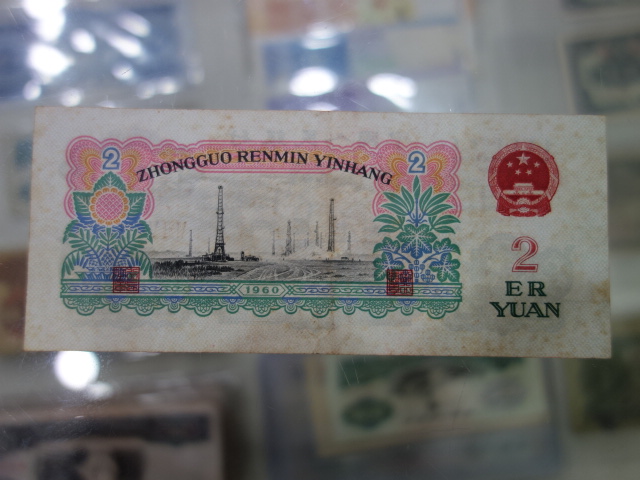 2 2
ZHONGGUO RENMIN YINHANG
1960
2
ER
YUAN